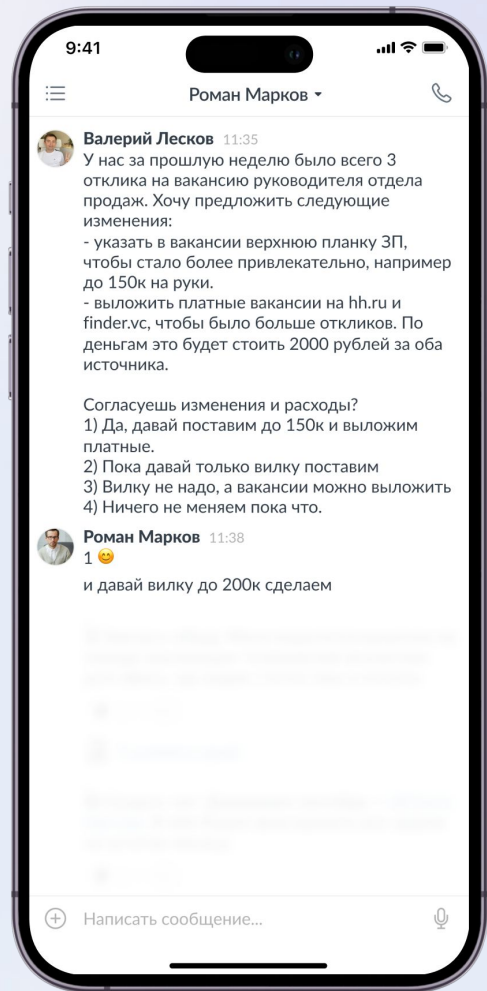 9:41
Роман Марков
Валерий Лесков 11:35
У нас за прошлую неделю было всего 3
отклика на вакансию руководителя отдела
продаж. Хочу предложить следующие
изменения:
- указать в вакансии верхнюю планку ЗП,
чтобы стало более привлекательно, например
до 150к на руки.
- выложить платные вакансии на hh.ru и
finder.vc, чтобы было больше откликов. По
деньгам это будет стоить 2000 рублей за оба
источника.
Согласуешь изменения и расходы?
1) Да, давай поставим до 150к и выложим
платные.
2) Пока давай только вилку поставим
3) Вилку не надо, а вакансии можно выложить
4) Ничего не меняем пока что.
Роман Марков 11:38
1 😊
и давай вилку до 200к сделаем
Написать сообщение...